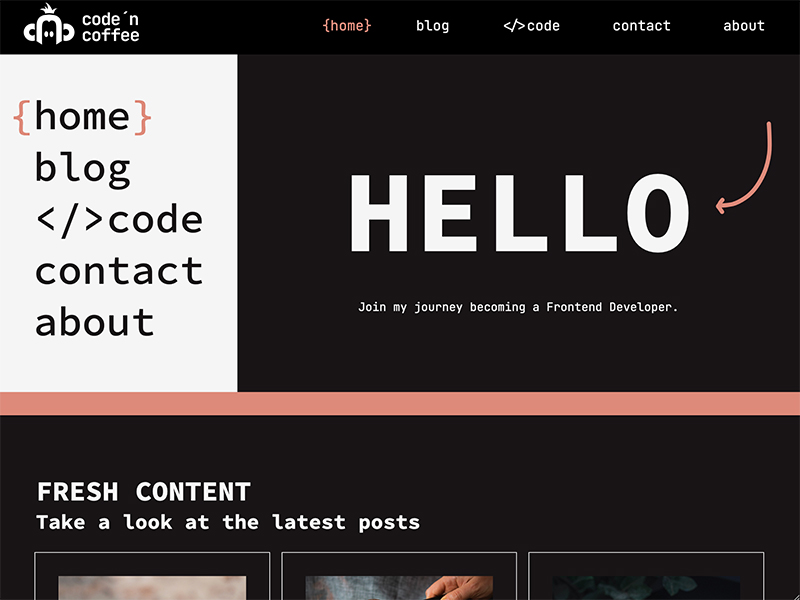 code´n
coffee
{home} blog </>code contact about
{home}
blog
</>code
contact
about
HELLO
Join my journey becoming a Frontend Developer.
FRESH CONTENT
Take a look at the latest posts